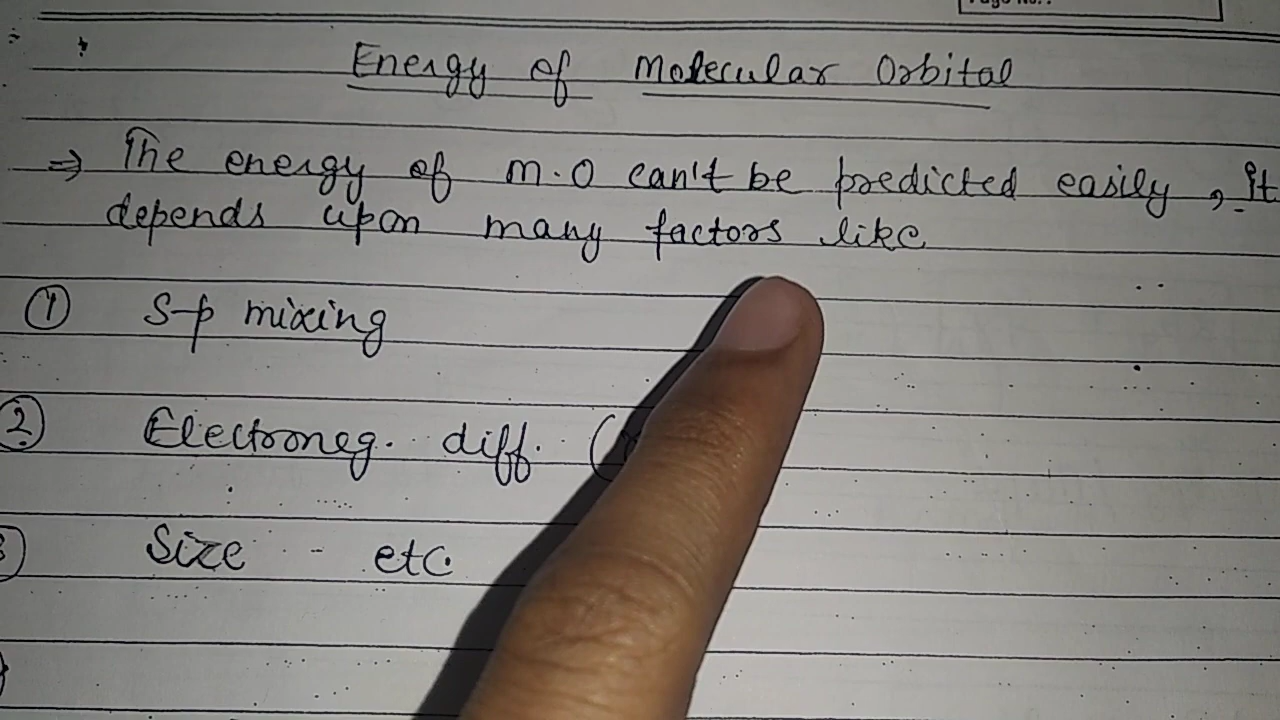 Energy of Molecular Orbital
⇒ The energy of M.O can't be predicted easily, It
depends upon many factors like
① S-p mixing
② Electroneg. diff. (
Size - etc.